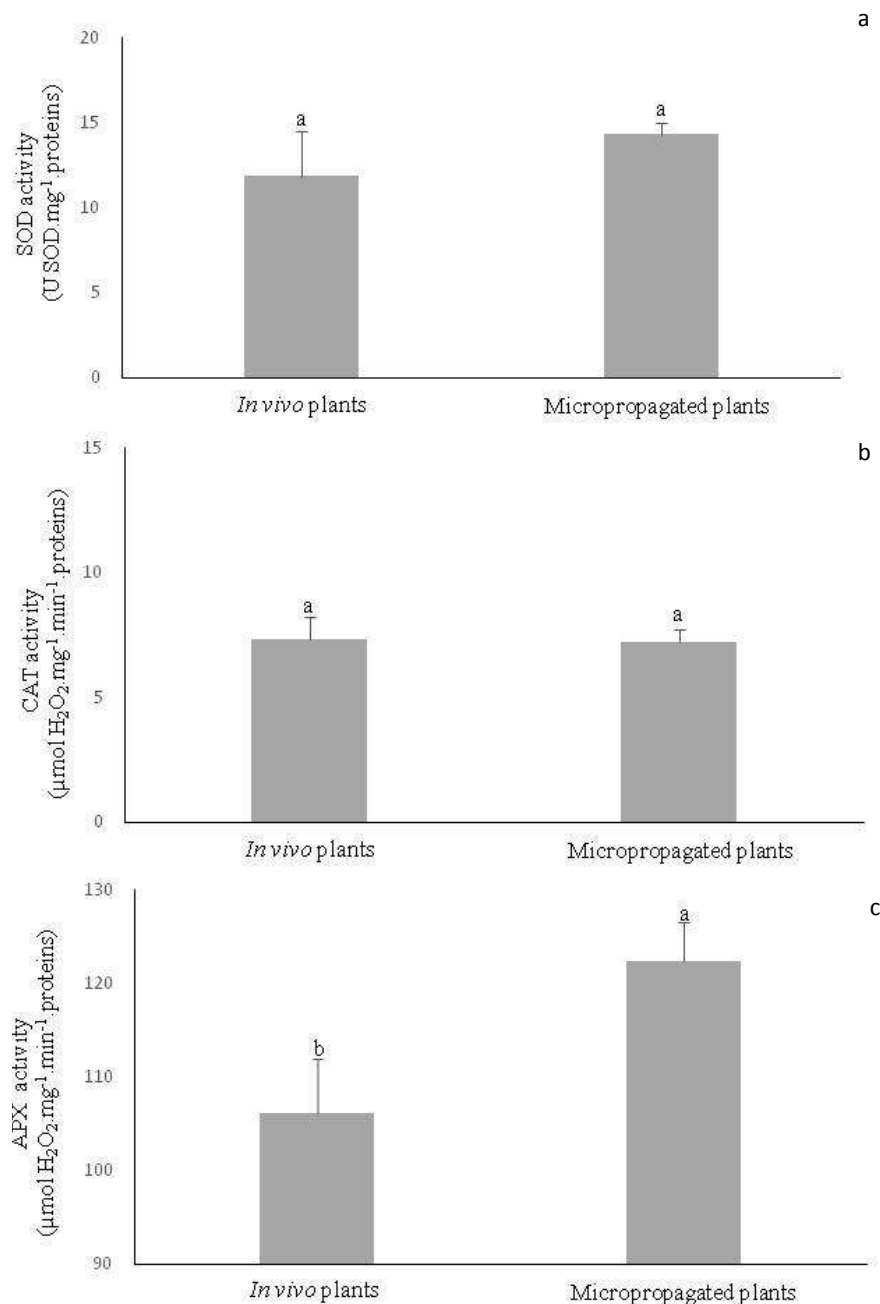 a
20
15
10
5
0
SOD activity
(U SOD.mg⁻¹.proteins)
a
a
In vivo plants
Micropropagated plants
b
15
10
5
0
CAT activity
(µmol H₂O₂.mg⁻¹.min⁻¹.proteins)
a
a
In vivo plants
Micropropagated plants
c
130
120
110
100
90
APX activity
(µmol H₂O₂.mg⁻¹.min⁻¹.proteins)
b
a
In vivo plants
Micropropagated plants